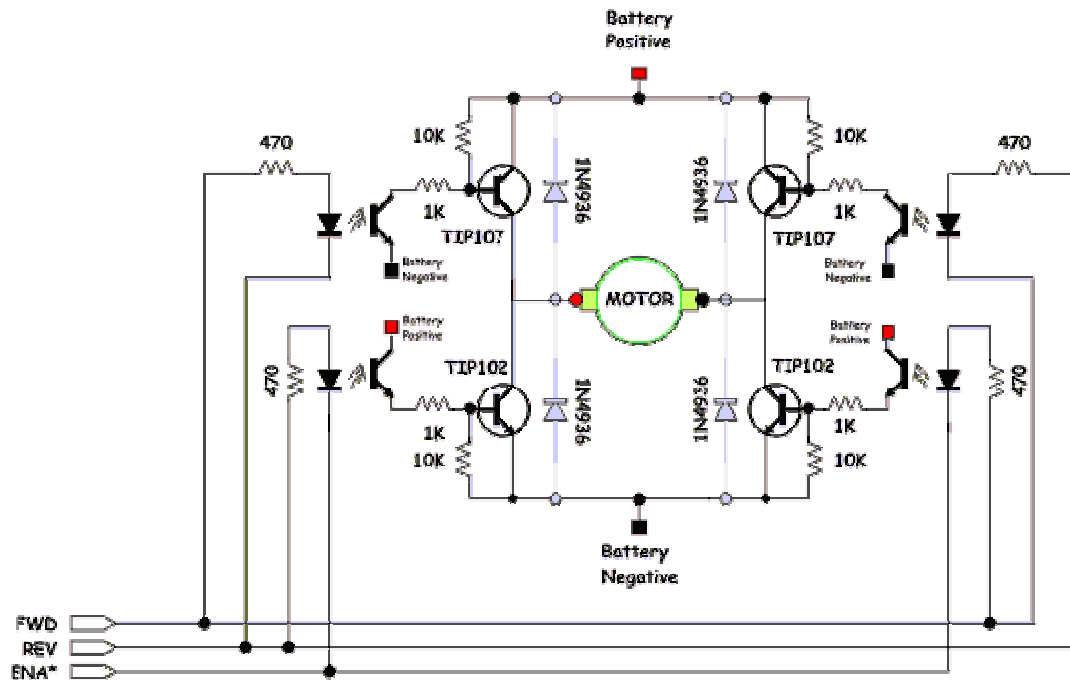 Battery
Positive
470
10K
10K
470
1N4936
1N4936
1K
1K
TIP107
TIP107
Battery
Negative
Battery
Negative
MOTOR
Battery
Positive
Battery
Positive
TIP102
TIP102
470
470
1N4936
1N4936
1K
1K
10K
10K
Battery
Negative
FWD
REV
ENA*